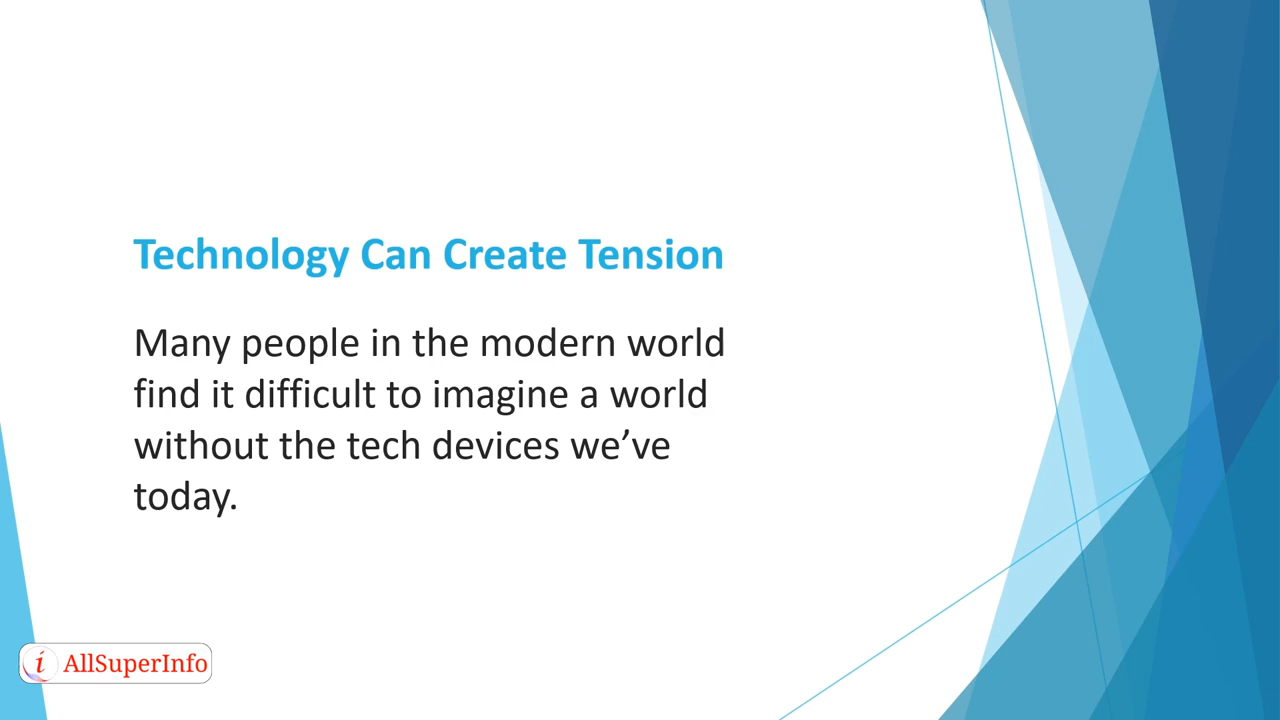 Technology Can Create Tension
Many people in the modern world
find it difficult to imagine a world
without the tech devices we’ve
today.
i AllSuperInfo